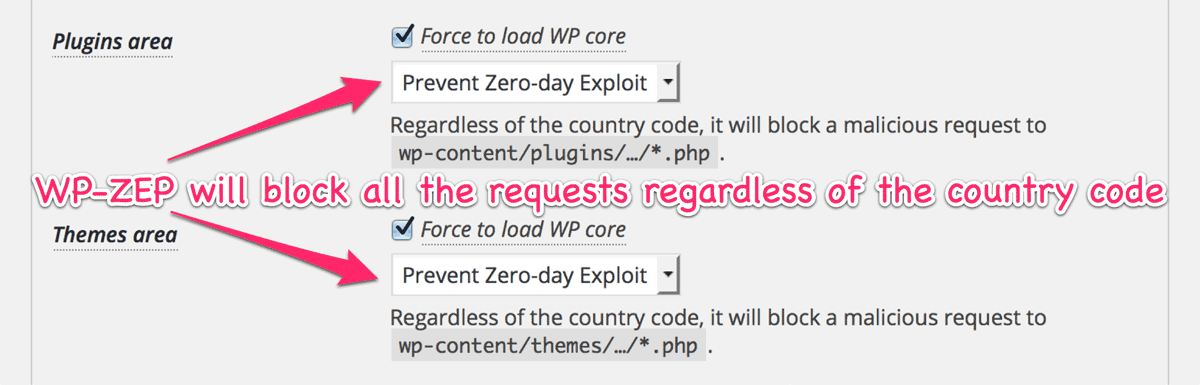 Plugins area
Force to load WP core
Prevent Zero-day Exploit
Regardless of the country code, it will block a malicious request to
wp-content/plugins/…/*.php .
WP-ZEP will block all the requests regardless of the country code
Themes area
Force to load WP core
Prevent Zero-day Exploit
Regardless of the country code, it will block a malicious request to
wp-content/themes/…/*.php .